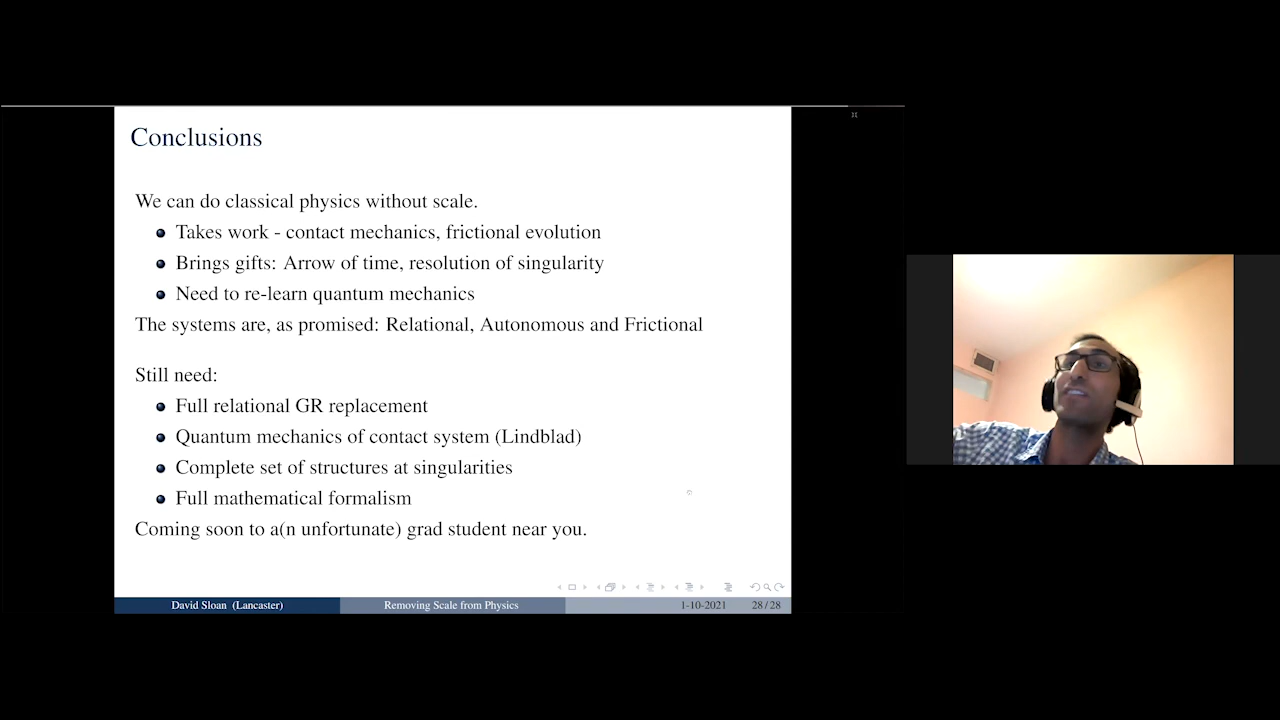 Conclusions
We can do classical physics without scale.
Takes work - contact mechanics, frictional evolution
Brings gifts: Arrow of time, resolution of singularity
Need to re-learn quantum mechanics
The systems are, as promised: Relational, Autonomous and Frictional
Still need:
Full relational GR replacement
Quantum mechanics of contact system (Lindblad)
Complete set of structures at singularities
Full mathematical formalism
Coming soon to a(n unfortunate) grad student near you.
David Sloan (Lancaster) Removing Scale from Physics 1-10-2021 28 / 28